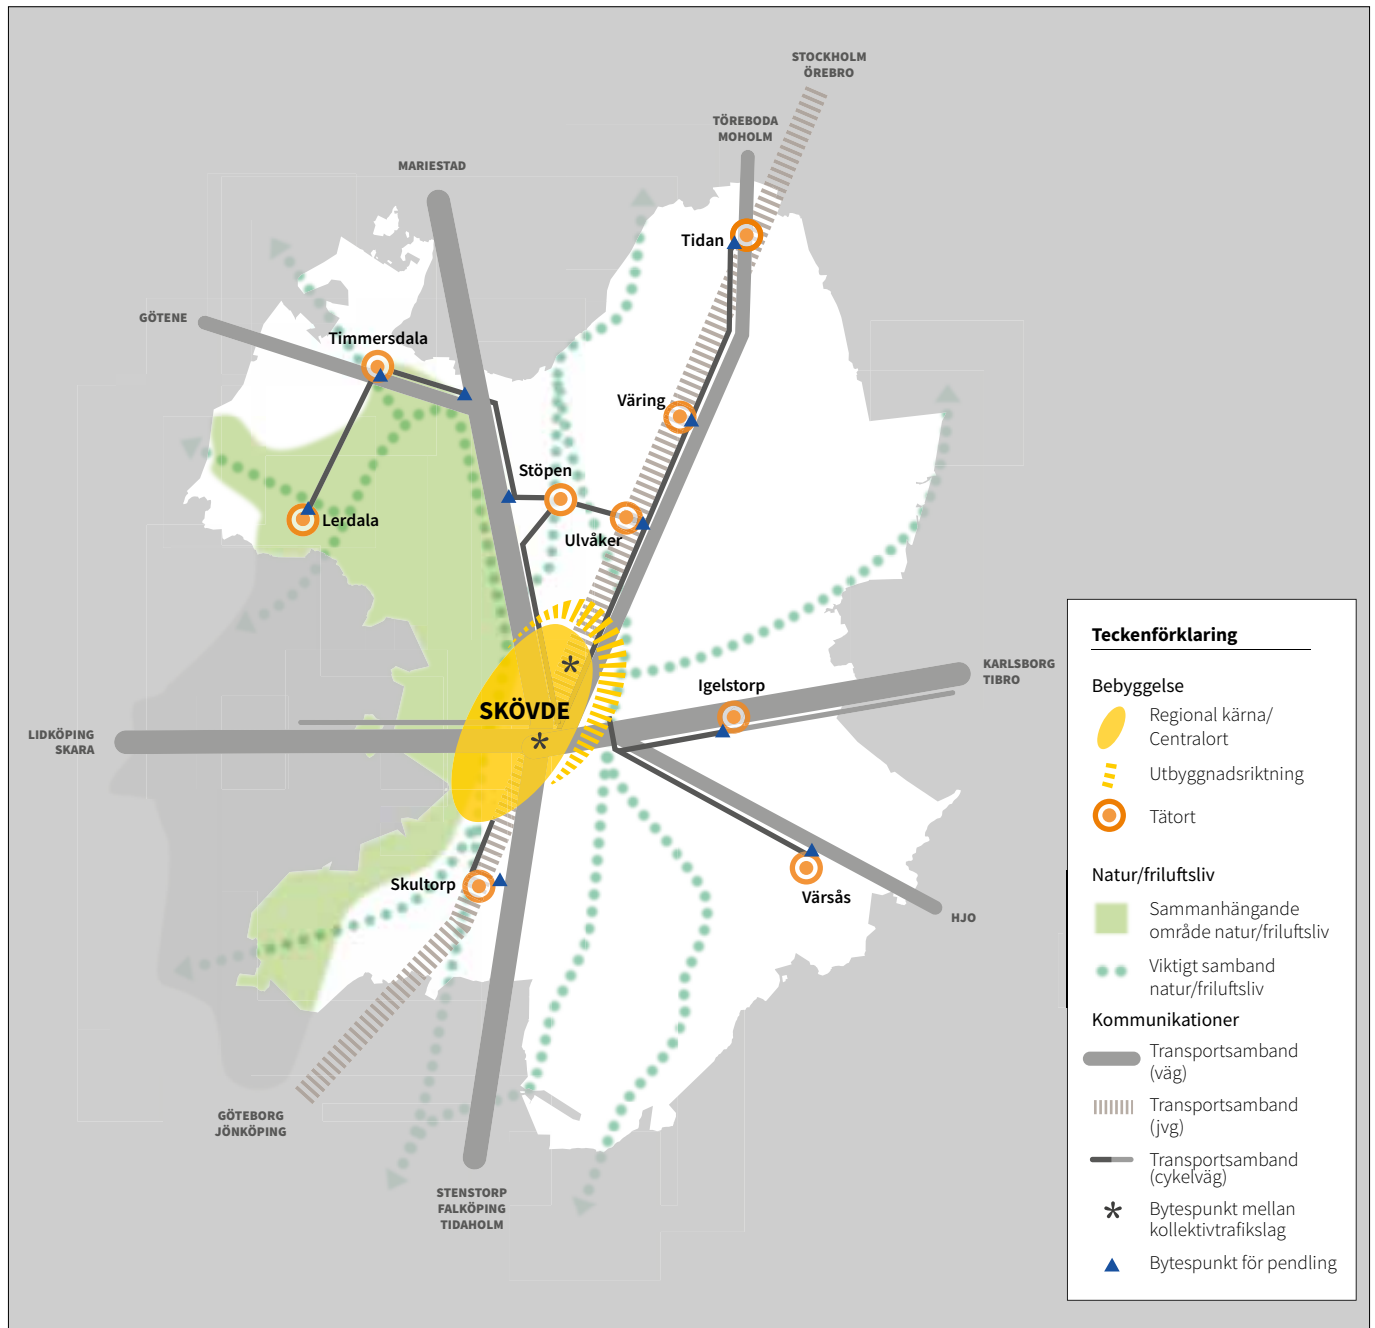 STOCKHOLM
ÖREBRO
TÖREBODA
MOHOLM
MARIESTAD
Tidan
GÖTENE
Timmersdala
Väring
Stöpen
Lerdala
Ulvåker
SKÖVDE
Igelstorp
KARLSBORG
TIBRO
LIDKÖPING
SKARA
Skultorp
Värsås
HJO
GÖTEBORG
JÖNKÖPING
STENSTORP
FALKÖPING
TIDAHOLM
Teckenförklaring
Bebyggelse
Regional kärna/
Centralort
Utbyggnadsriktning
Tätort
Natur/friluftsliv
Sammanhängande
område natur/friluftsliv
Viktigt samband
natur/friluftsliv
Kommunikationer
Transportsamband
(väg)
Transportsamband
(jvg)
Transportsamband
(cykelväg)
Bytespunkt mellan
kollektivtrafikslag
Bytespunkt för pendling